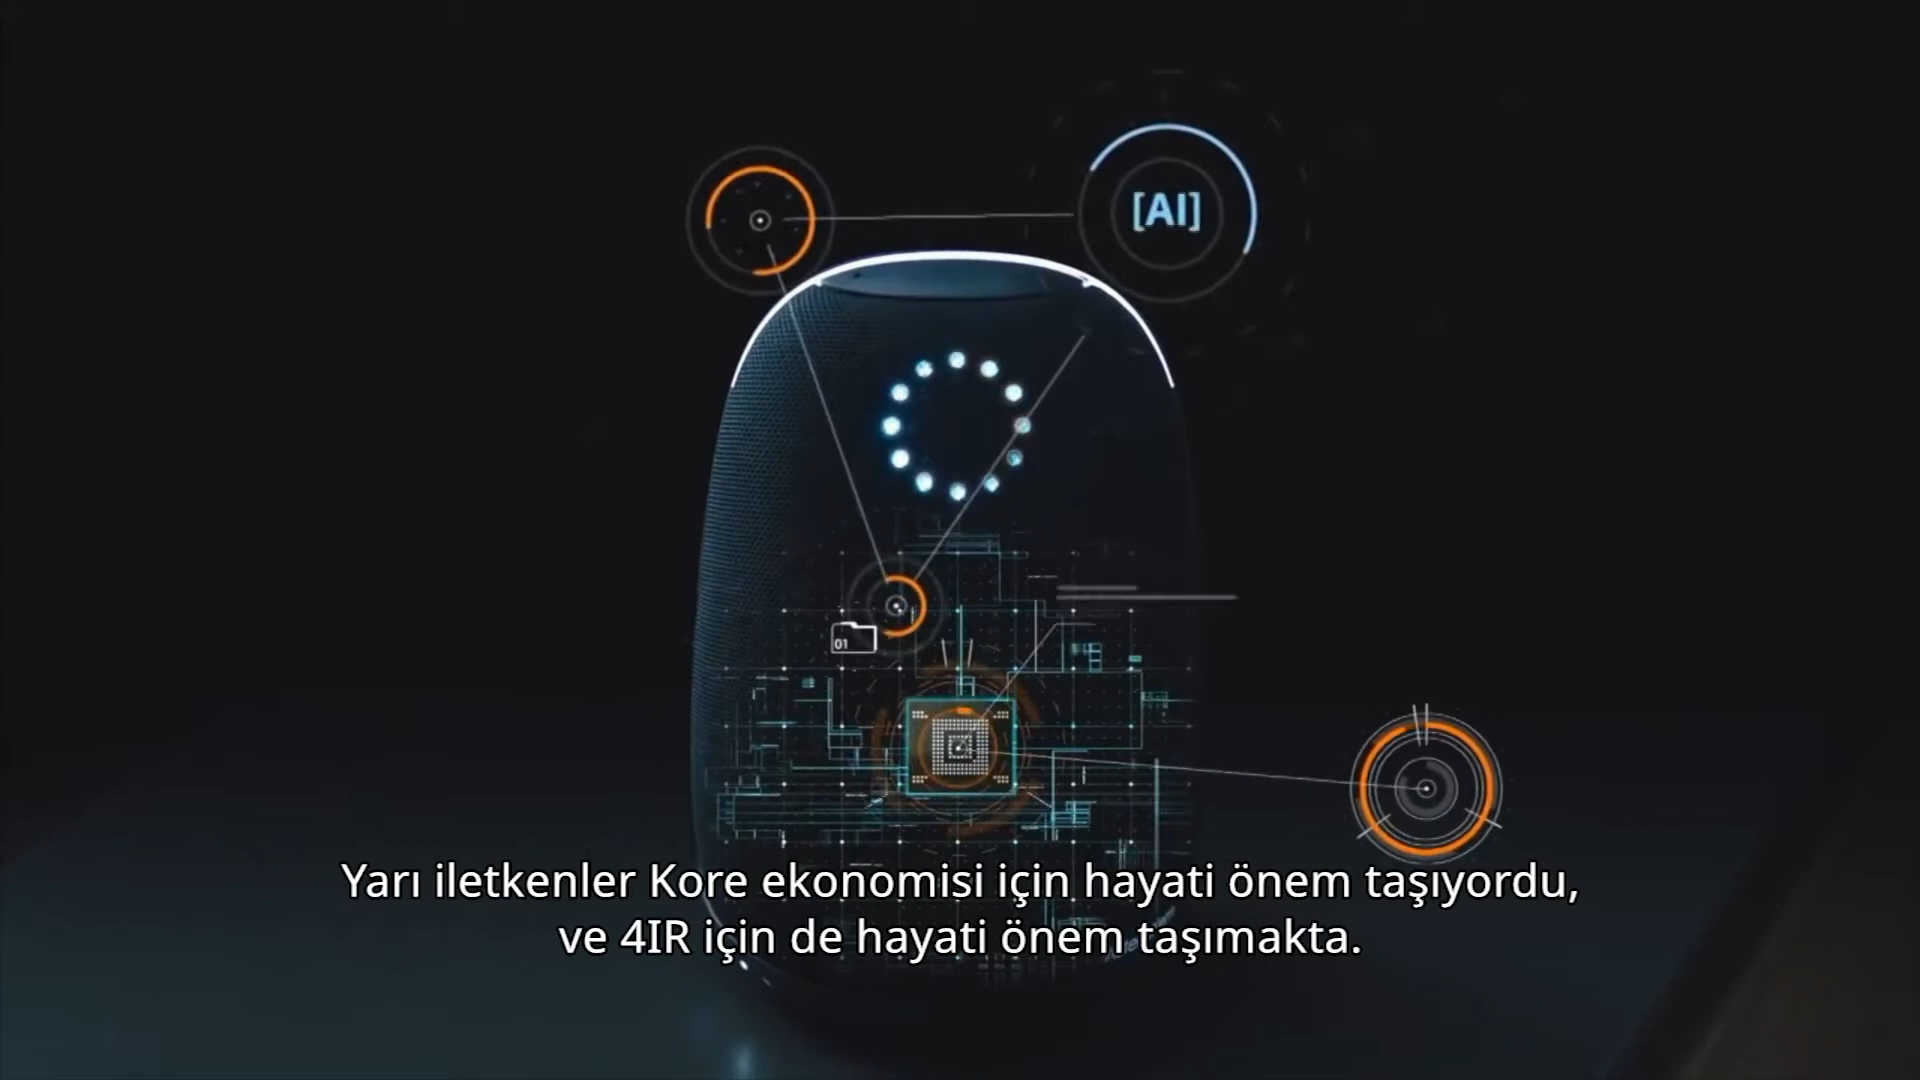 [AI]
01
Yarı iletkenler Kore ekonomisi için hayati önem taşıyordu,
ve 4IR için de hayati önem taşımakta.